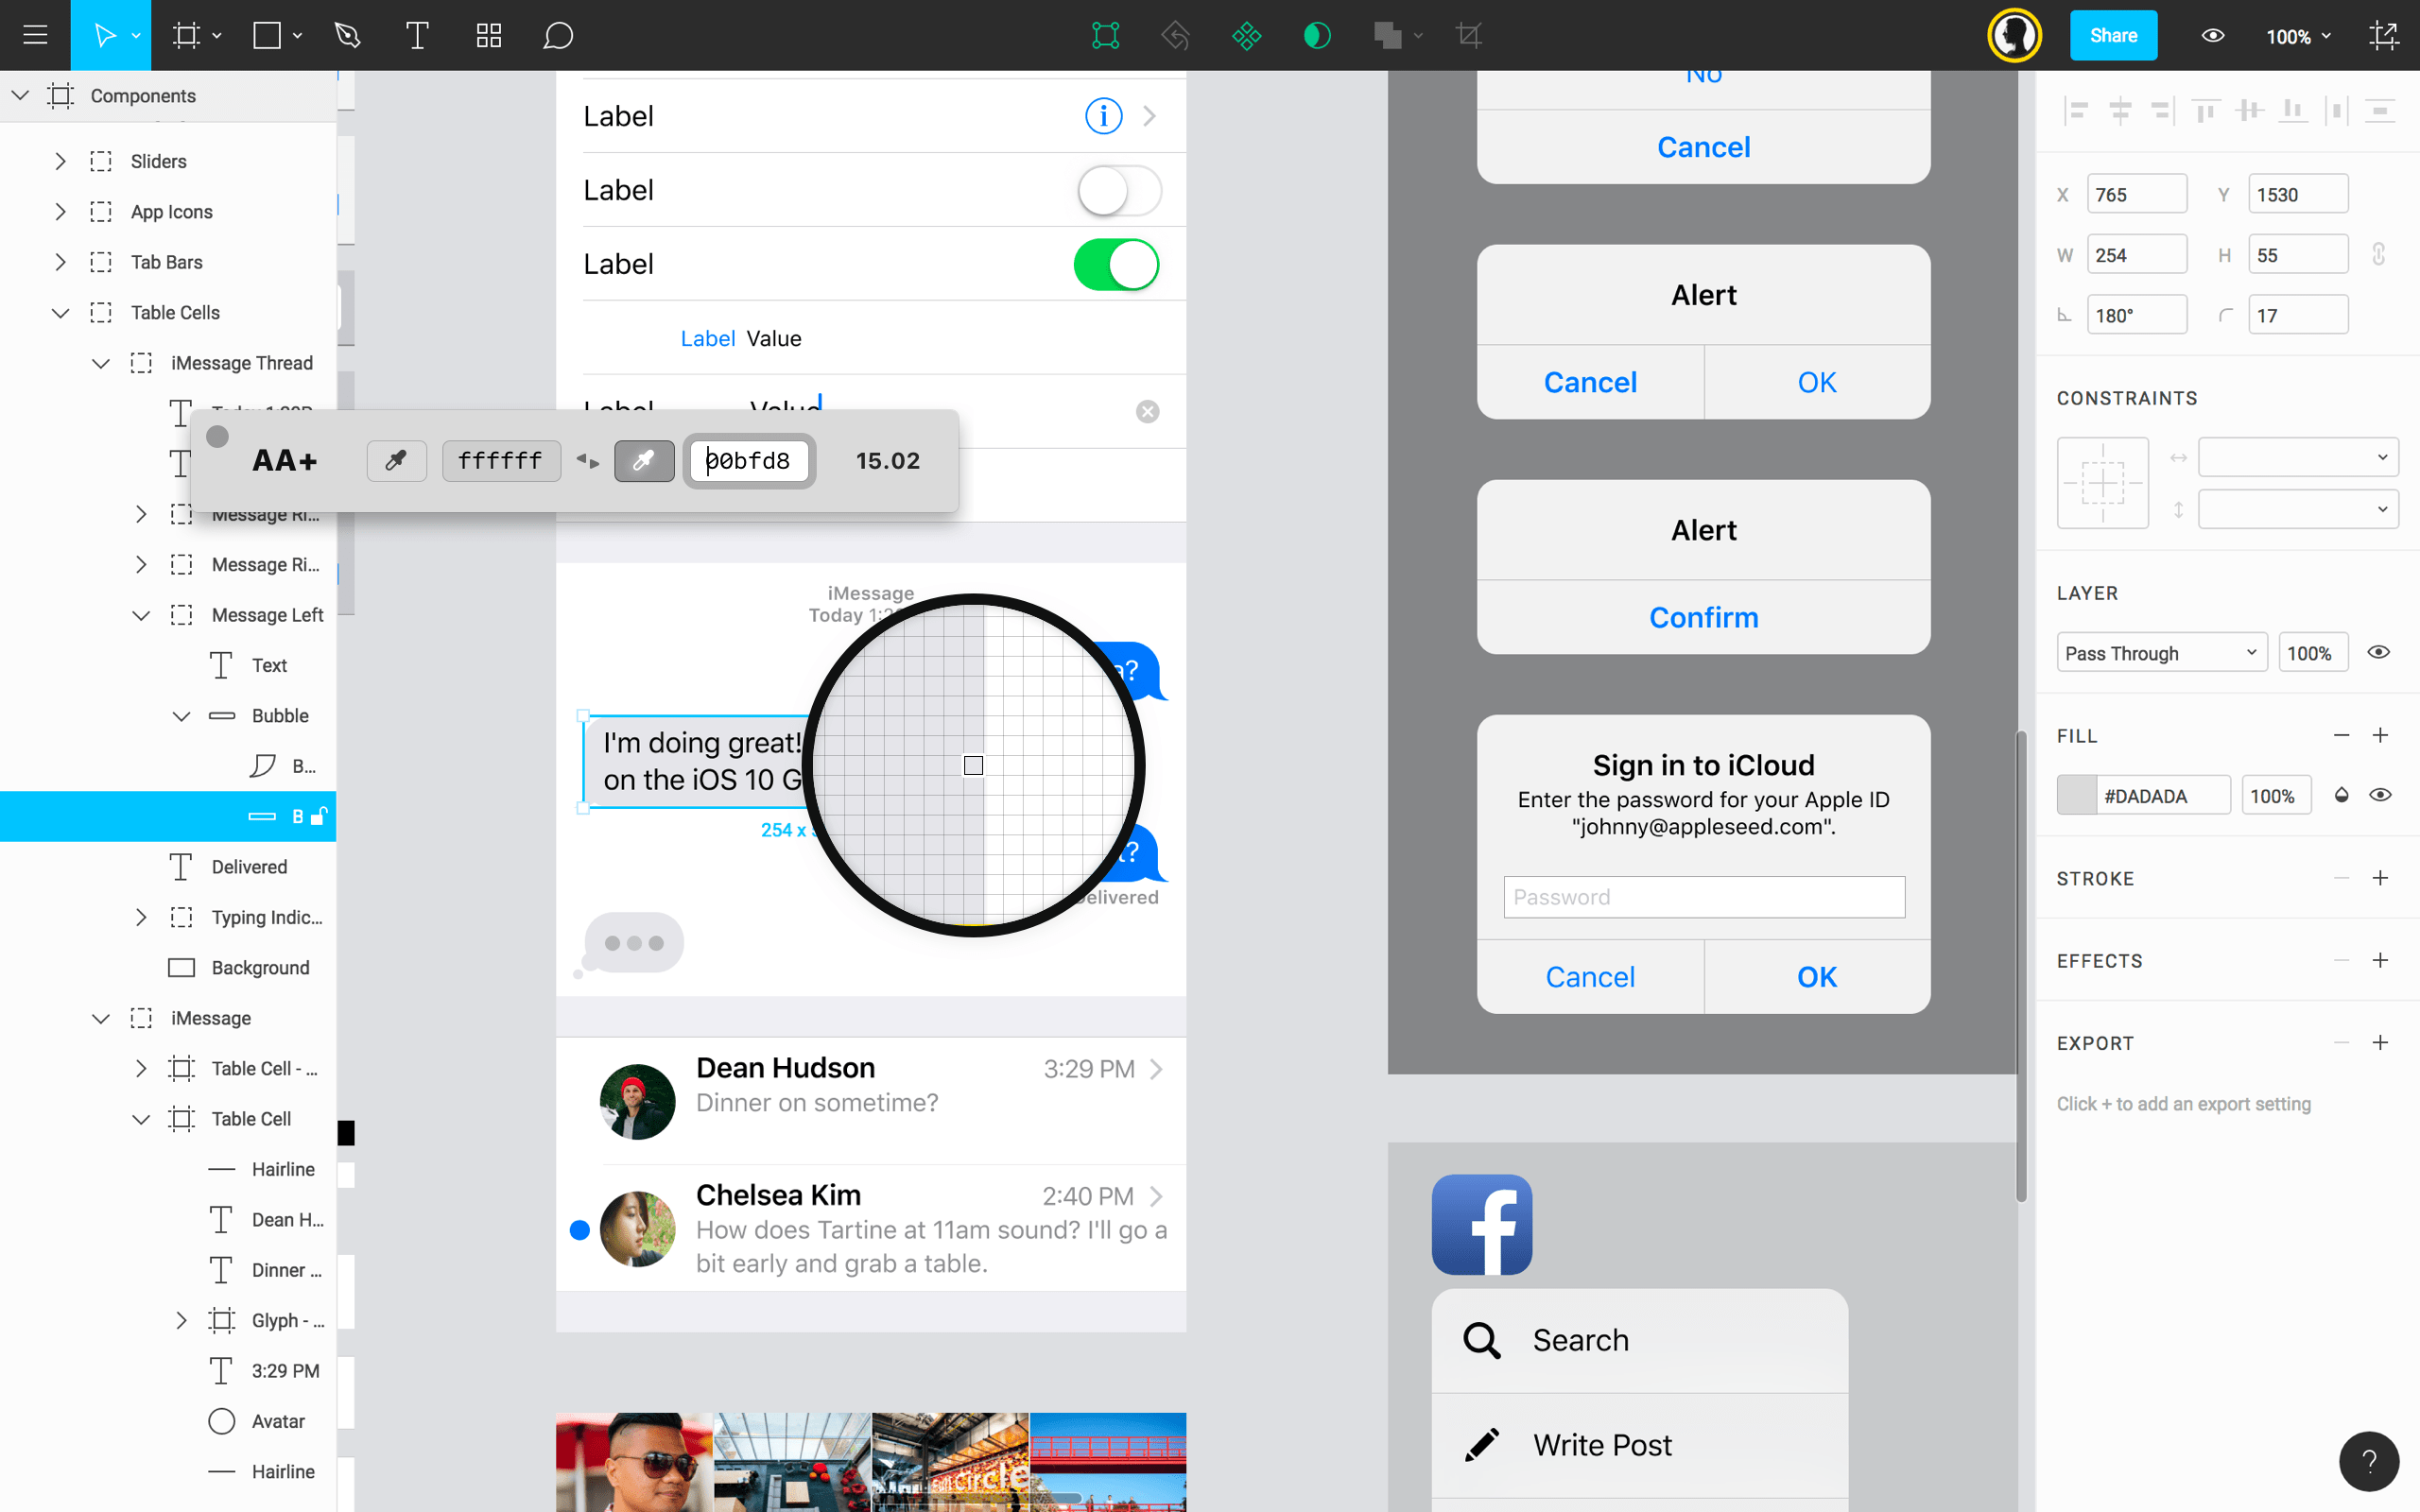 Share
100%
Components
Sliders
App Icons
Tab Bars
Table Cells
iMessage Thread
Message Ri...
Message Ri...
Message Left
Text
Bubble
B...
B
Delivered
Typing Indic...
Background
iMessage
Table Cell - ...
Table Cell
Hairline
Dean H...
Dinner ...
Glyph - ...
3:29 PM
Avatar
Hairline
AA+
ffffff
00bfd8
15.02
Label
Label
Label
Label Value
Label Value
iMessage
Today
I'm doing great!
on the iOS 10 G
254 x
Dean Hudson
3:29 PM
Dinner on sometime?
Chelsea Kim
2:40 PM
How does Tartine at 11am sound? I'll go a
bit early and grab a table.
circle
No
Cancel
Alert
Cancel
OK
Alert
Confirm
Sign in to iCloud
Enter the password for your Apple ID
"johnny@appleseed.com".
Password
Cancel
OK
f
Search
Write Post
X 765
Y 1530
W 254
H 55
180°
17
CONSTRAINTS
LAYER
Pass Through
100%
FILL
#DADADA
100%
STROKE
EFFECTS
EXPORT
Click + to add an export setting
?